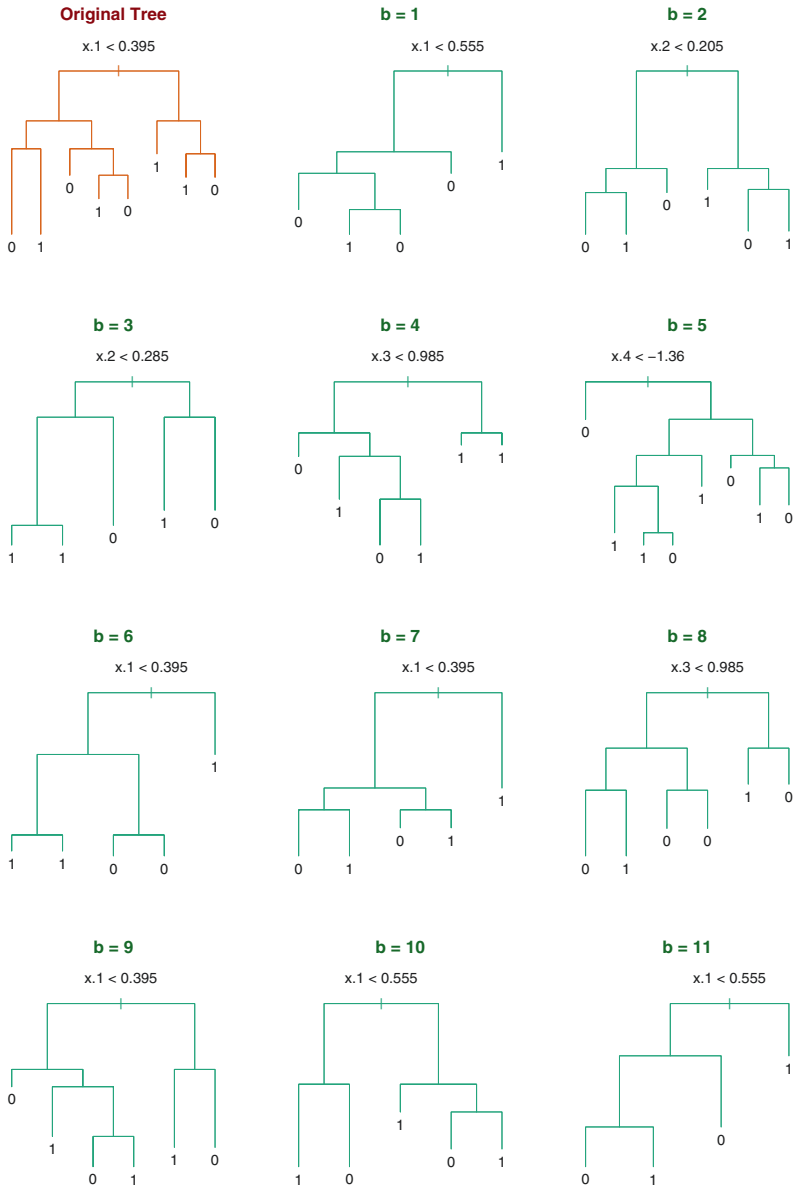 Original Tree
b = 1
b = 2
x.1 < 0.395
x.1 < 0.555
x.2 < 0.205
1
1
0
0
1
0
1
0
1
0
0
1
1
0
0
1
0
1
b = 3
b = 4
b = 5
x.2 < 0.285
x.3 < 0.985
x.4 < −1.36
0
0
1
1
0
1
1
1
0
0
1
0
1
1
0
1
1
0
1
b = 6
b = 7
b = 8
x.1 < 0.395
x.1 < 0.395
x.3 < 0.985
1
1
1
0
1
1
0
0
0
1
0
0
0
1
0
1
b = 9
b = 10
b = 11
x.1 < 0.395
x.1 < 0.555
x.1 < 0.555
0
1
1
1
1
0
0
1
0
1
0
1
0
0
1
0
1